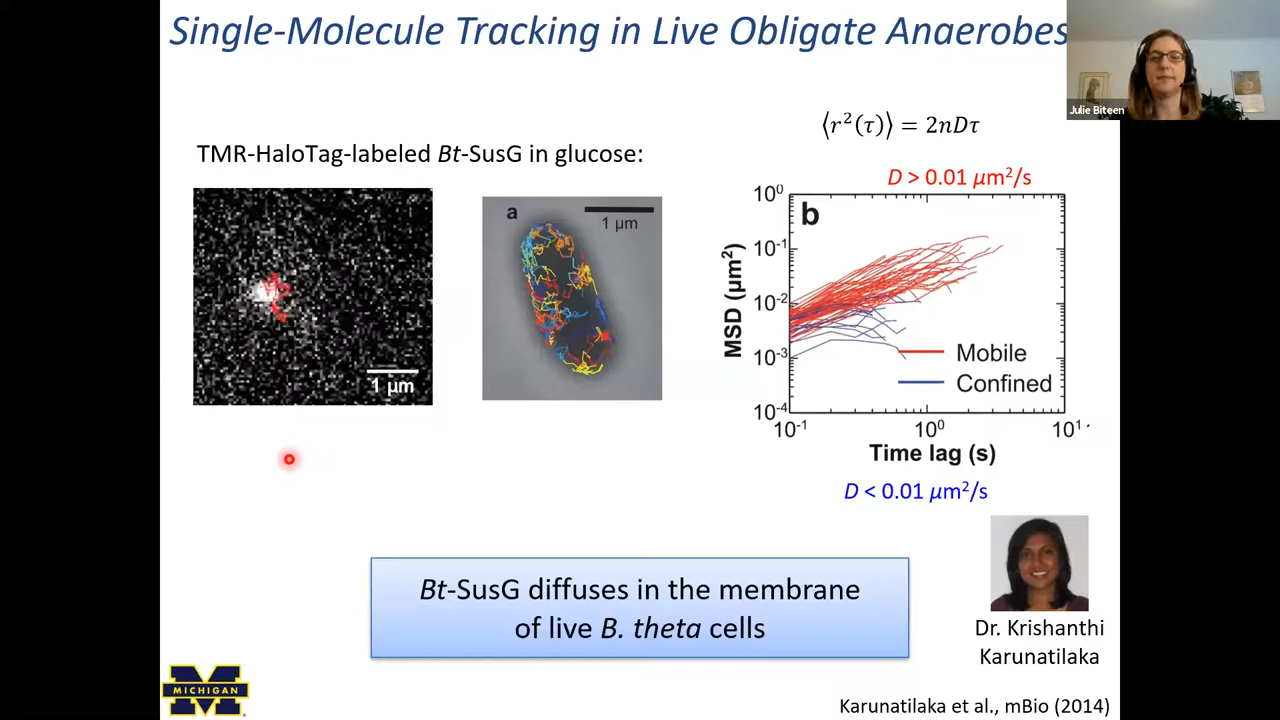 Single-Molecule Tracking in Live Obligate Anaerobes
Julie Biteen
⟨r²(τ)⟩ = 2nDτ
TMR-HaloTag-labeled Bt-SusG in glucose:
D > 0.01 μm²/s
1 μm
a
1 μm
b
MSD (μm²)
10⁰
10⁻¹
10⁻²
10⁻³
10⁻⁴
Mobile
Confined
10⁻¹
10⁰
10¹
Time lag (s)
D < 0.01 μm²/s
Bt-SusG diffuses in the membrane
of live B. theta cells
Dr. Krishanthi
Karunatilaka
MICHIGAN
Karunatilaka et al., mBio (2014)